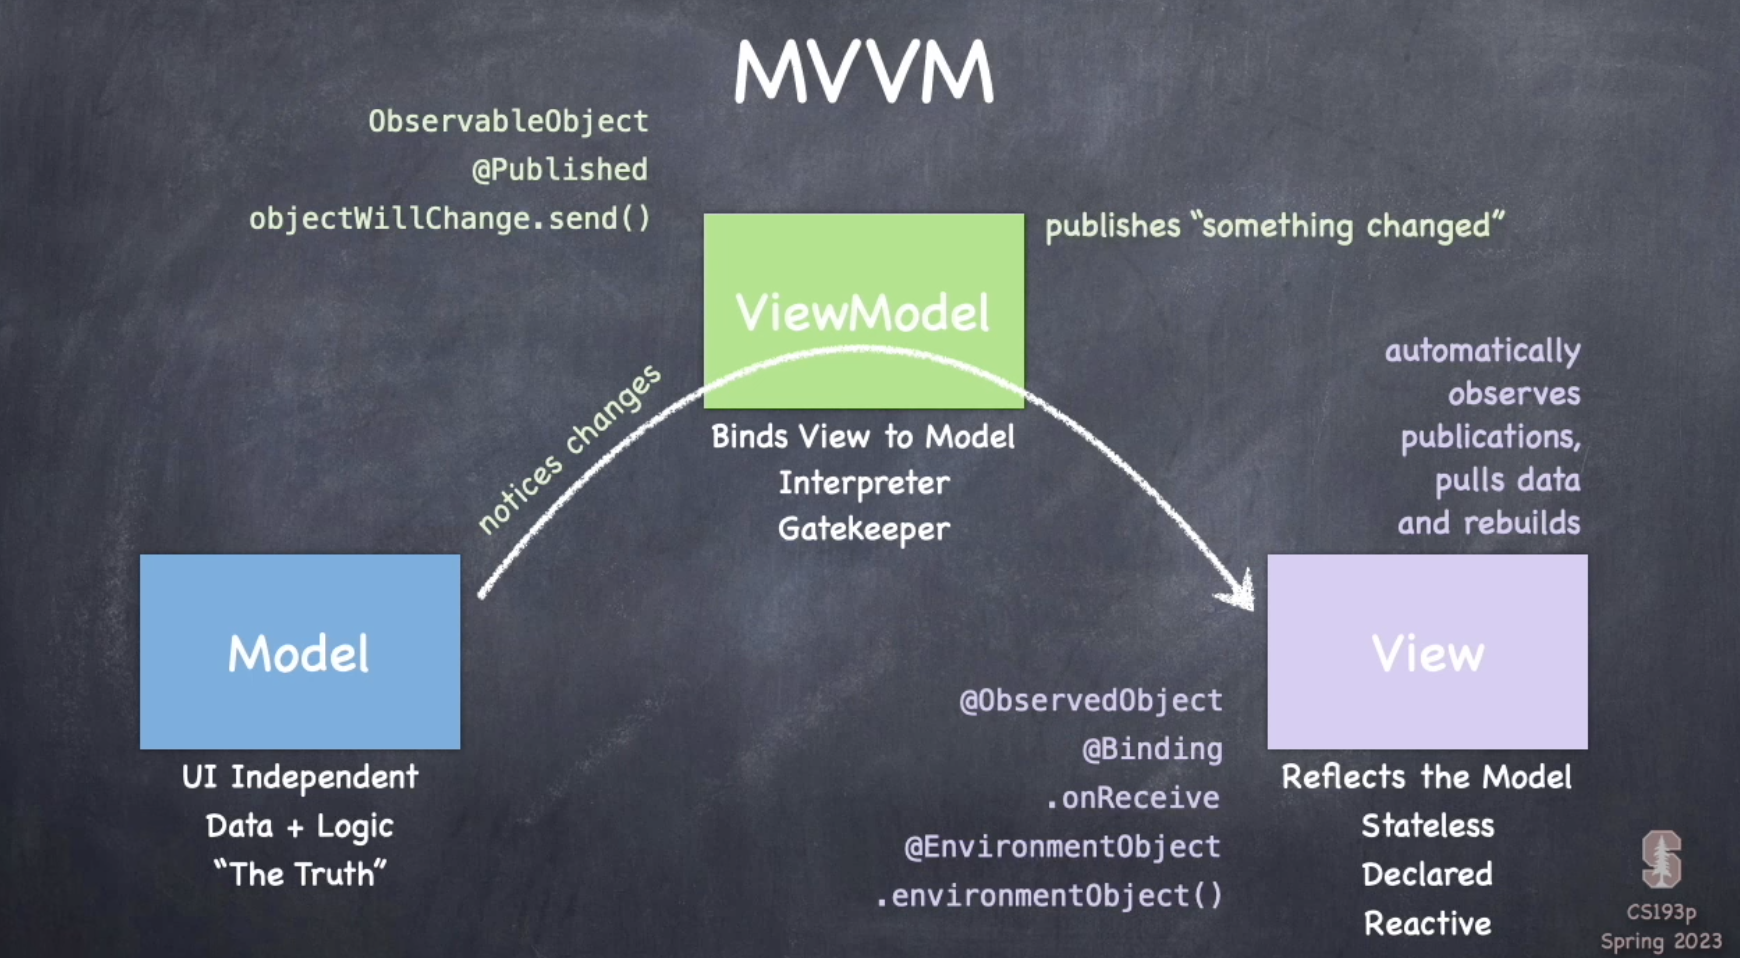 MVVM
ObservableObject
@Published
objectWillChange.send()
publishes “something changed”
ViewModel
notices changes
Binds View to Model
Interpreter
Gatekeeper
automatically
observes
publications,
pulls data
and rebuilds
Model
UI Independent
Data + Logic
“The Truth”
View
@ObservedObject
@Binding
.onReceive
@EnvironmentObject
.environmentObject()
Reflects the Model
Stateless
Declared
Reactive
S
CS193p
Spring 2023